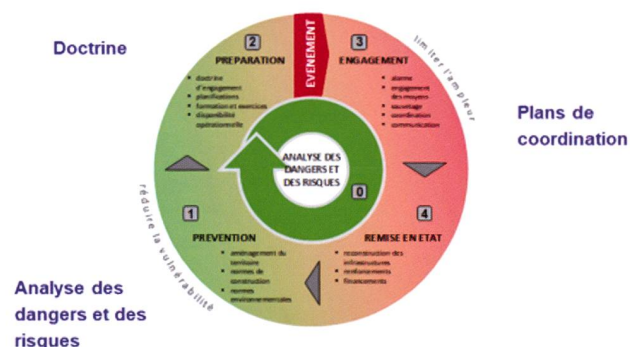 Doctrine
2
PREPARATION
doctrine
d'engagement
planifications
formation et exercices
disponibilité
opérationnelle
EVENEMENT
3
ENGAGEMENT
alarme
engagement
des moyens
sauvetage
coordination
communication
limiter l'ampleur
Plans de
coordination
ANALYSE DES
DANGERS ET
DES RISQUES
0
1
PREVENTION
aménagement du
territoire
normes de
construction
normes
environnementales
4
REMISE EN ETAT
reconstruction des
infrastructures
renforcements
financements
réduire la vulnérabilité
Analyse des
dangers et des
risques